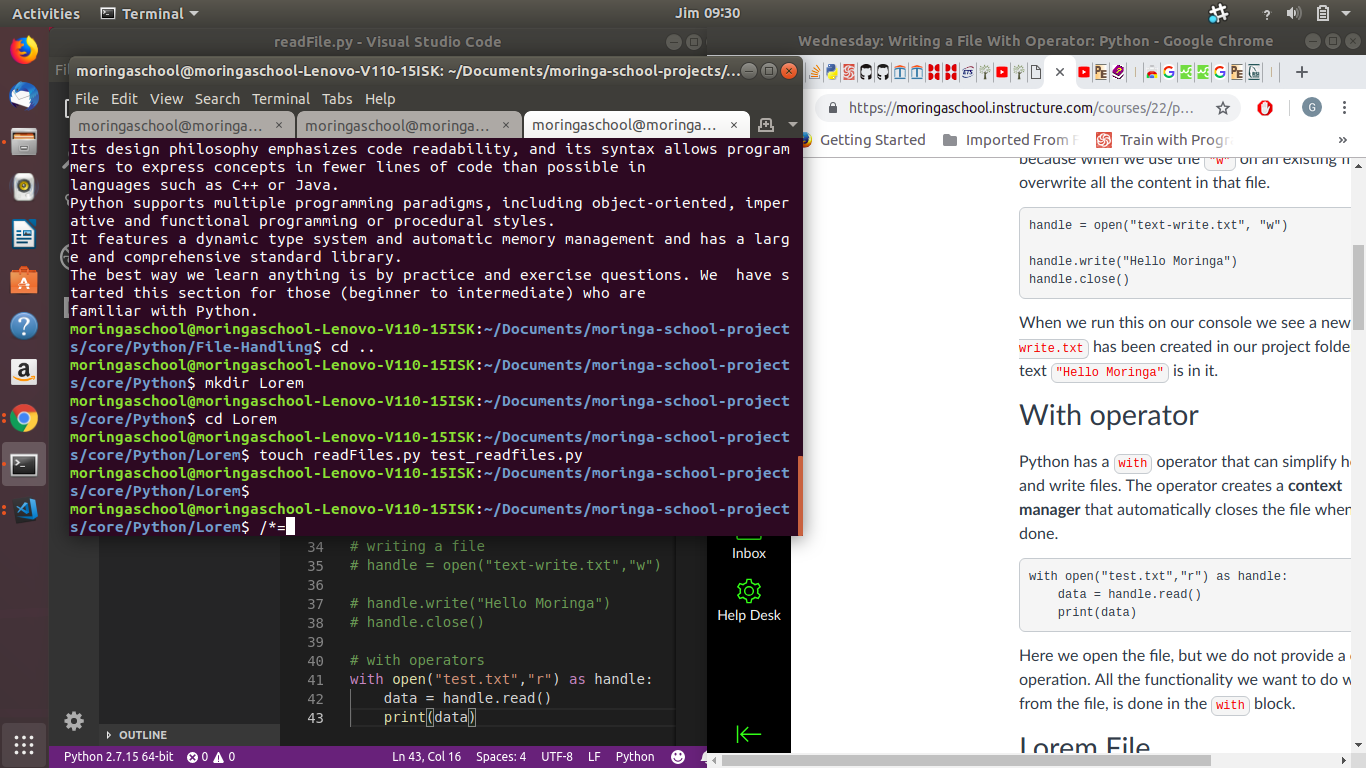 Activities
Terminal
Jim 09:30
readFile.py - Visual Studio Code
Wednesday: Writing a File With Operator: Python - Google Chrome
moringaschool@moringaschool-Lenovo-V110-15ISK: ~/Documents/moringa-school-projects/...
File Edit View Search Terminal Tabs Help
moringaschool@moringa... ×
moringaschool@moringa... ×
moringaschool@moringa... ×
Its design philosophy emphasizes code readability, and its syntax allows program
mers to express concepts in fewer lines of code than possible in
languages such as C++ or Java.
Python supports multiple programming paradigms, including object-oriented, imper
ative and functional programming or procedural styles.
It features a dynamic type system and automatic memory management and has a larg
e and comprehensive standard library.
The best way we learn anything is by practice and exercise questions. We  have s
tarted this section for those (beginner to intermediate) who are
familiar with Python.
moringaschool@moringaschool-Lenovo-V110-15ISK:~/Documents/moringa-school-project
s/core/Python/File-Handling$ cd ..
moringaschool@moringaschool-Lenovo-V110-15ISK:~/Documents/moringa-school-project
s/core/Python$ mkdir Lorem
moringaschool@moringaschool-Lenovo-V110-15ISK:~/Documents/moringa-school-project
s/core/Python$ cd Lorem
moringaschool@moringaschool-Lenovo-V110-15ISK:~/Documents/moringa-school-project
s/core/Python/Lorem$ touch readFiles.py test_readfiles.py
moringaschool@moringaschool-Lenovo-V110-15ISK:~/Documents/moringa-school-project
s/core/Python/Lorem$
moringaschool@moringaschool-Lenovo-V110-15ISK:~/Documents/moringa-school-project
s/core/Python/Lorem$ /*=
34 # writing a file
35 # handle = open("text-write.txt","w")
36
37 # handle.write("Hello Moringa")
38 # handle.close()
39
40 # with operators
41 with open("test.txt","r") as handle:
42     data = handle.read()
43     print(data)
OUTLINE
Python 2.7.15 64-bit 0 0 Ln 43, Col 16 Spaces: 4 UTF-8 LF Python
https://moringaschool.instructure.com/courses/22/p...
G
Getting Started
Imported From
Train with Progr
»
because when we use the "w" on an existing
overwrite all the content in that file.
handle = open("text-write.txt", "w")
handle.write("Hello Moringa")
handle.close()
When we run this on our console we see a new
write.txt has been created in our project folde
text "Hello Moringa" is in it.
With operator
Python has a with operator that can simplify
and write files. The operator creates a context
manager that automatically closes the file when
done.
with open("test.txt","r") as handle:
    data = handle.read()
    print(data)
Here we open the file, but we do not provide a
operation. All the functionality we want to do w
from the file, is done in the with block.
Lorem File
Inbox
Help Desk